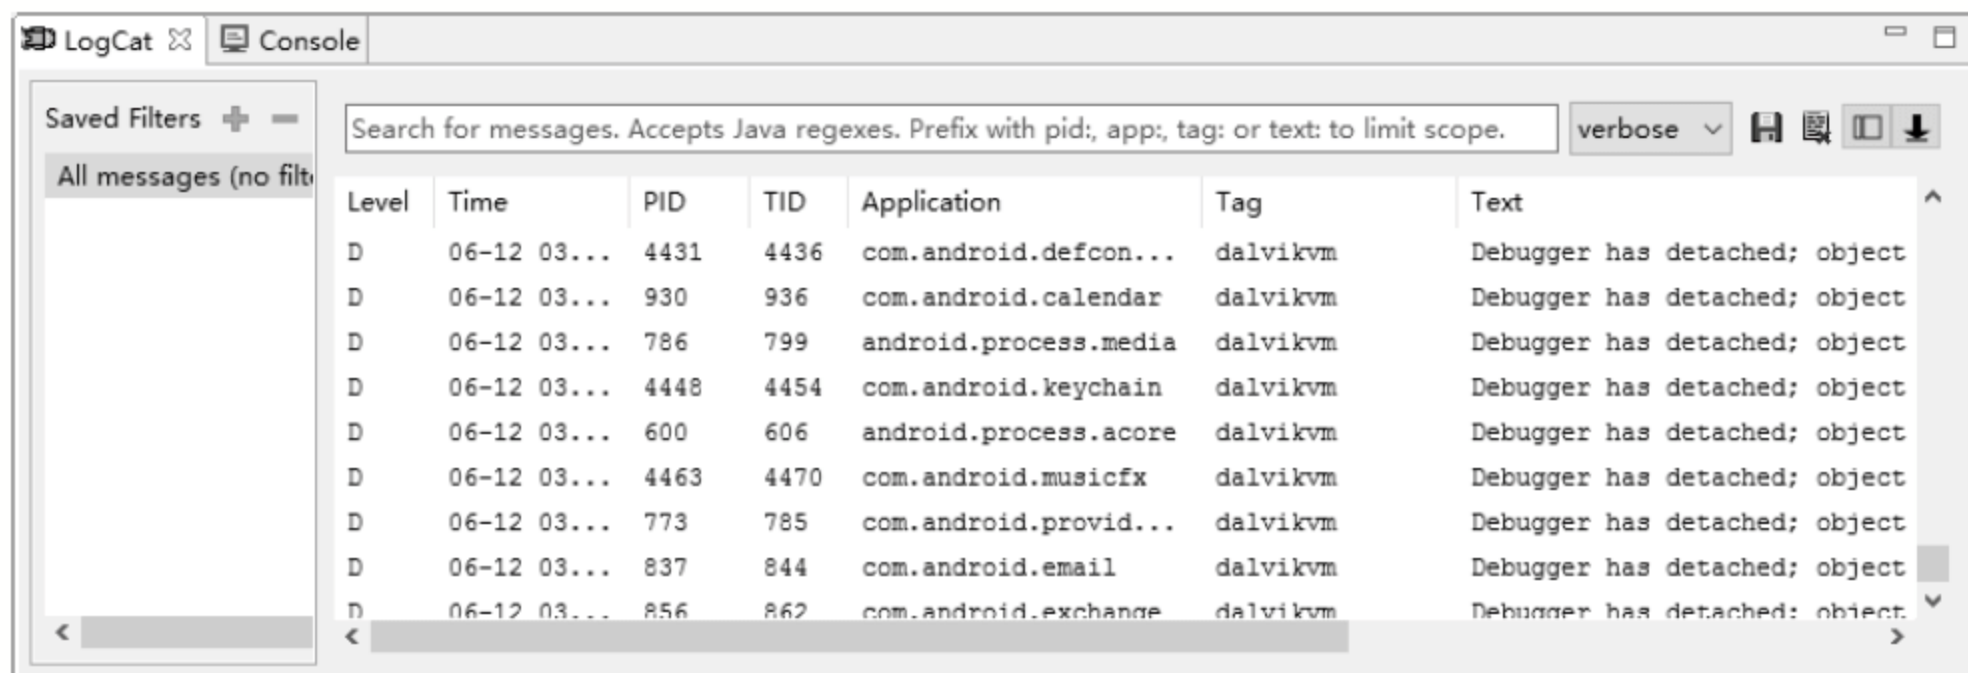 LogCat Console
Saved Filters
All messages (no filt
Search for messages. Accepts Java regexes. Prefix with pid:, app:, tag: or text: to limit scope. verbose
Level Time PID TID Application Tag Text
D 06-12 03... 4431 4436 com.android.defcon... dalvikvm Debugger has detached; object
D 06-12 03... 930 936 com.android.calendar dalvikvm Debugger has detached; object
D 06-12 03... 786 799 android.process.media dalvikvm Debugger has detached; object
D 06-12 03... 4448 4454 com.android.keychain dalvikvm Debugger has detached; object
D 06-12 03... 600 606 android.process.acore dalvikvm Debugger has detached; object
D 06-12 03... 4463 4470 com.android.musicfx dalvikvm Debugger has detached; object
D 06-12 03... 773 785 com.android.provid... dalvikvm Debugger has detached; object
D 06-12 03... 837 844 com.android.email dalvikvm Debugger has detached; object
D 06-12 03... 856 862 com.android.exchange dalvikvm Debugger has detached; object